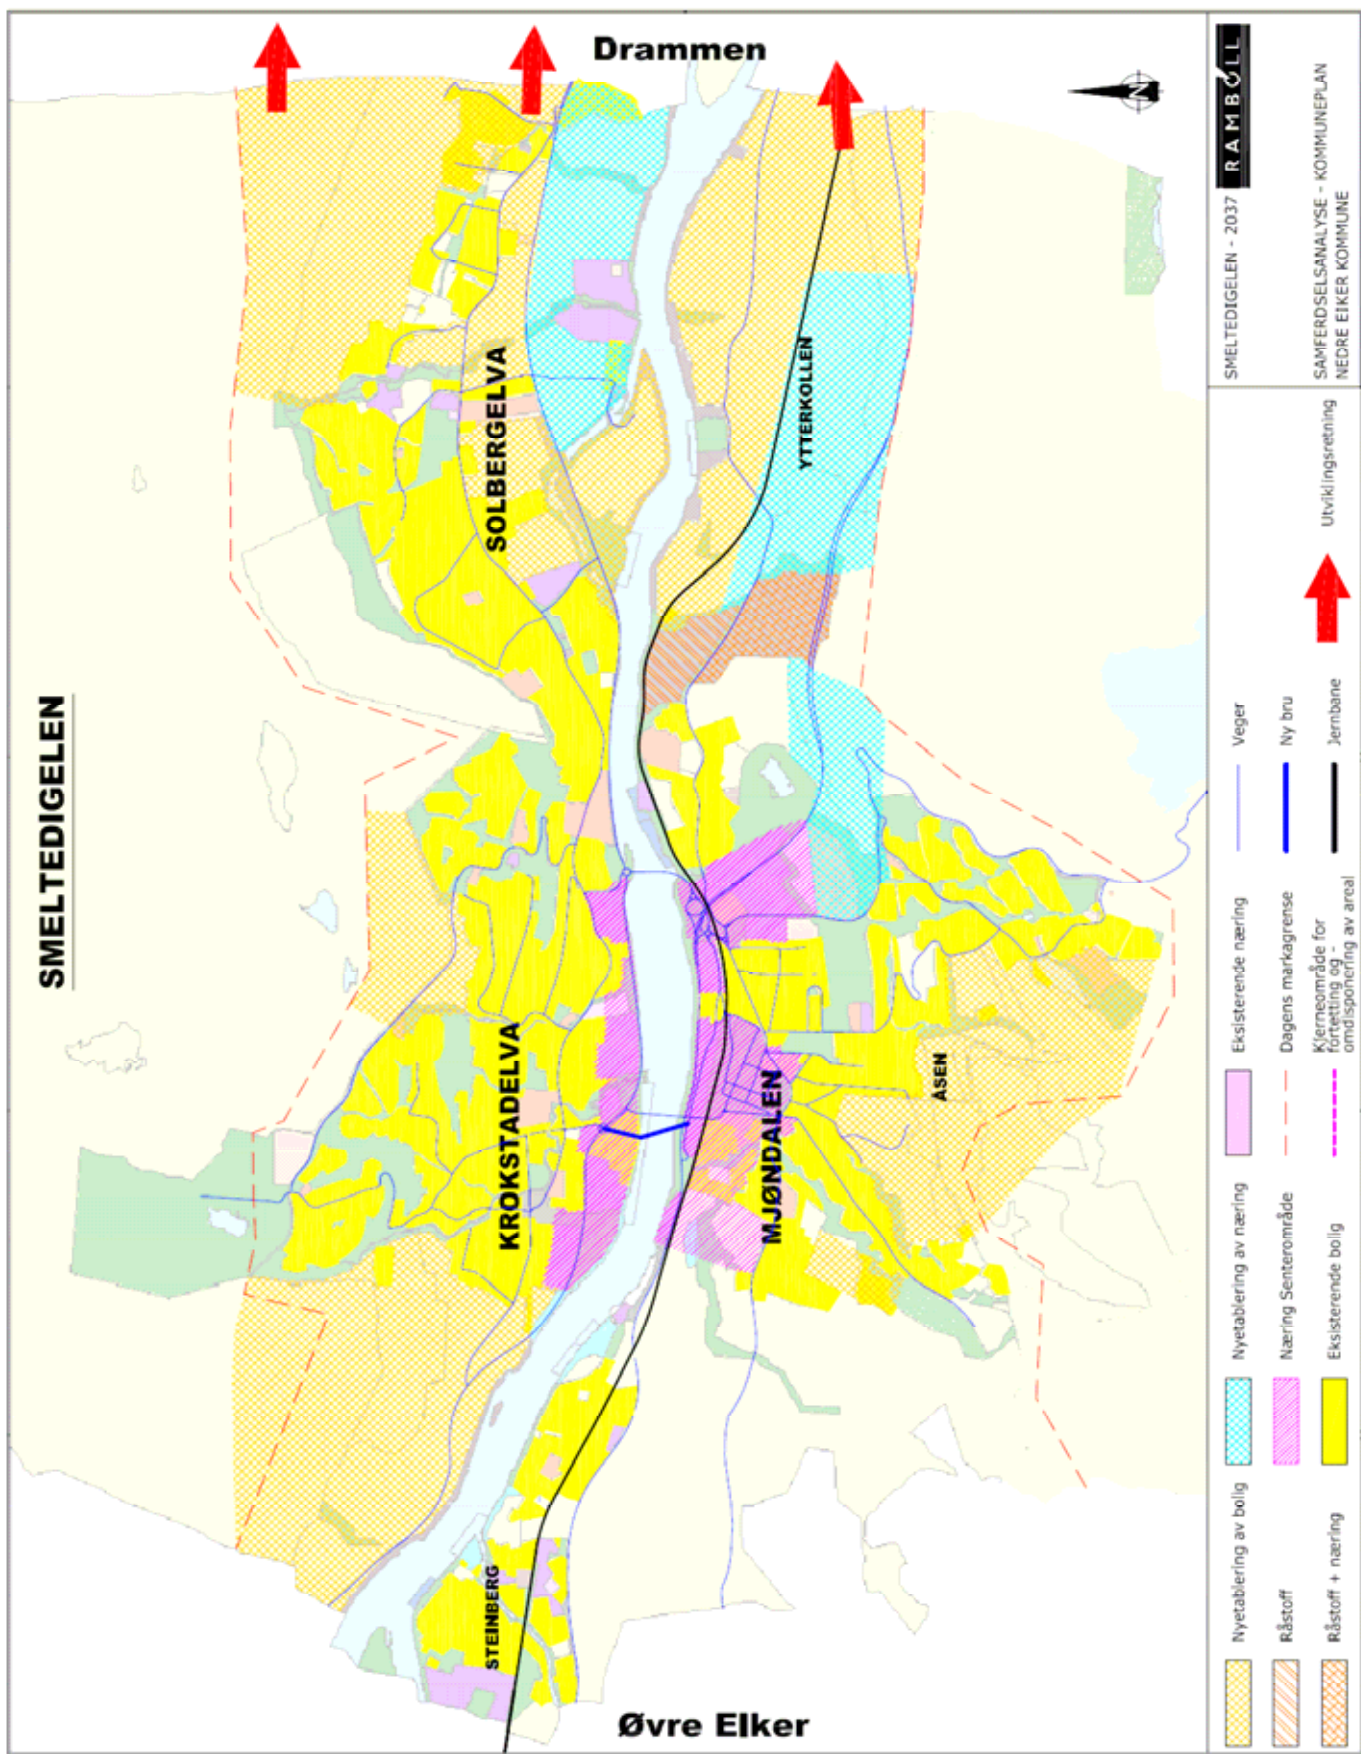 SMELTEDIGELEN
Drammen
SOLBERGELVA
YTTERKOLLEN
KROKSTADELVA
MJØNDALEN
ÅSEN
STEINBERG
Øvre Eiker
N
Nyetablering av bolig
Råstoff
Råstoff + næring
Nyetablering av næring
Næring Senterområde
Eksisterende bolig
Eksisterende næring
Dagens markagrense
Kjerneområde for
fortetting og -
omdisponering av areal
Veger
Ny bru
Jernbane
Utviklingsretning
SMELTEDIGELEN - 2037
RAMBØLL
SAMFERDSELSANALYSE - KOMMUNEPLAN
NEDRE EIKER KOMMUNE